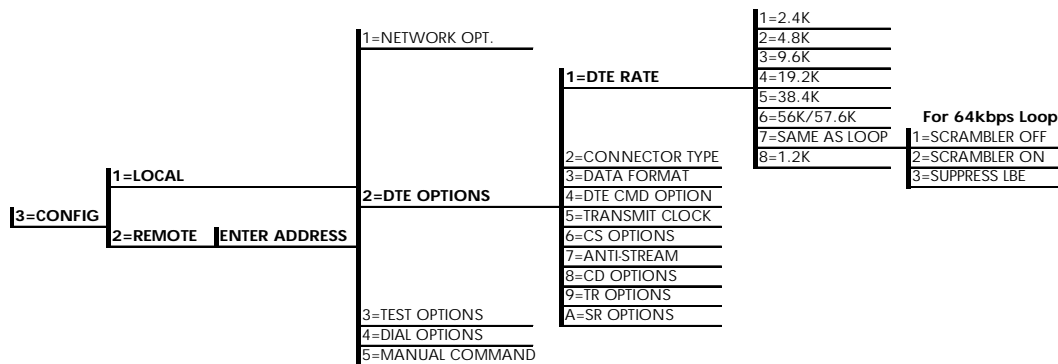 3=CONFIG
1=LOCAL
2=REMOTE
ENTER ADDRESS
1=NETWORK OPT.
2=DTE OPTIONS
3=TEST OPTIONS
4=DIAL OPTIONS
5=MANUAL COMMAND
1=DTE RATE
2=CONNECTOR TYPE
3=DATA FORMAT
4=DTE CMD OPTION
5=TRANSMIT CLOCK
6=CS OPTIONS
7=ANTI-STREAM
8=CD OPTIONS
9=TR OPTIONS
A=SR OPTIONS
1=2.4K
2=4.8K
3=9.6K
4=19.2K
5=38.4K
6=56K/57.6K
7=SAME AS LOOP
8=1.2K
For 64kbps Loop
1=SCRAMBLER OFF
2=SCRAMBLER ON
3=SUPPRESS LBE